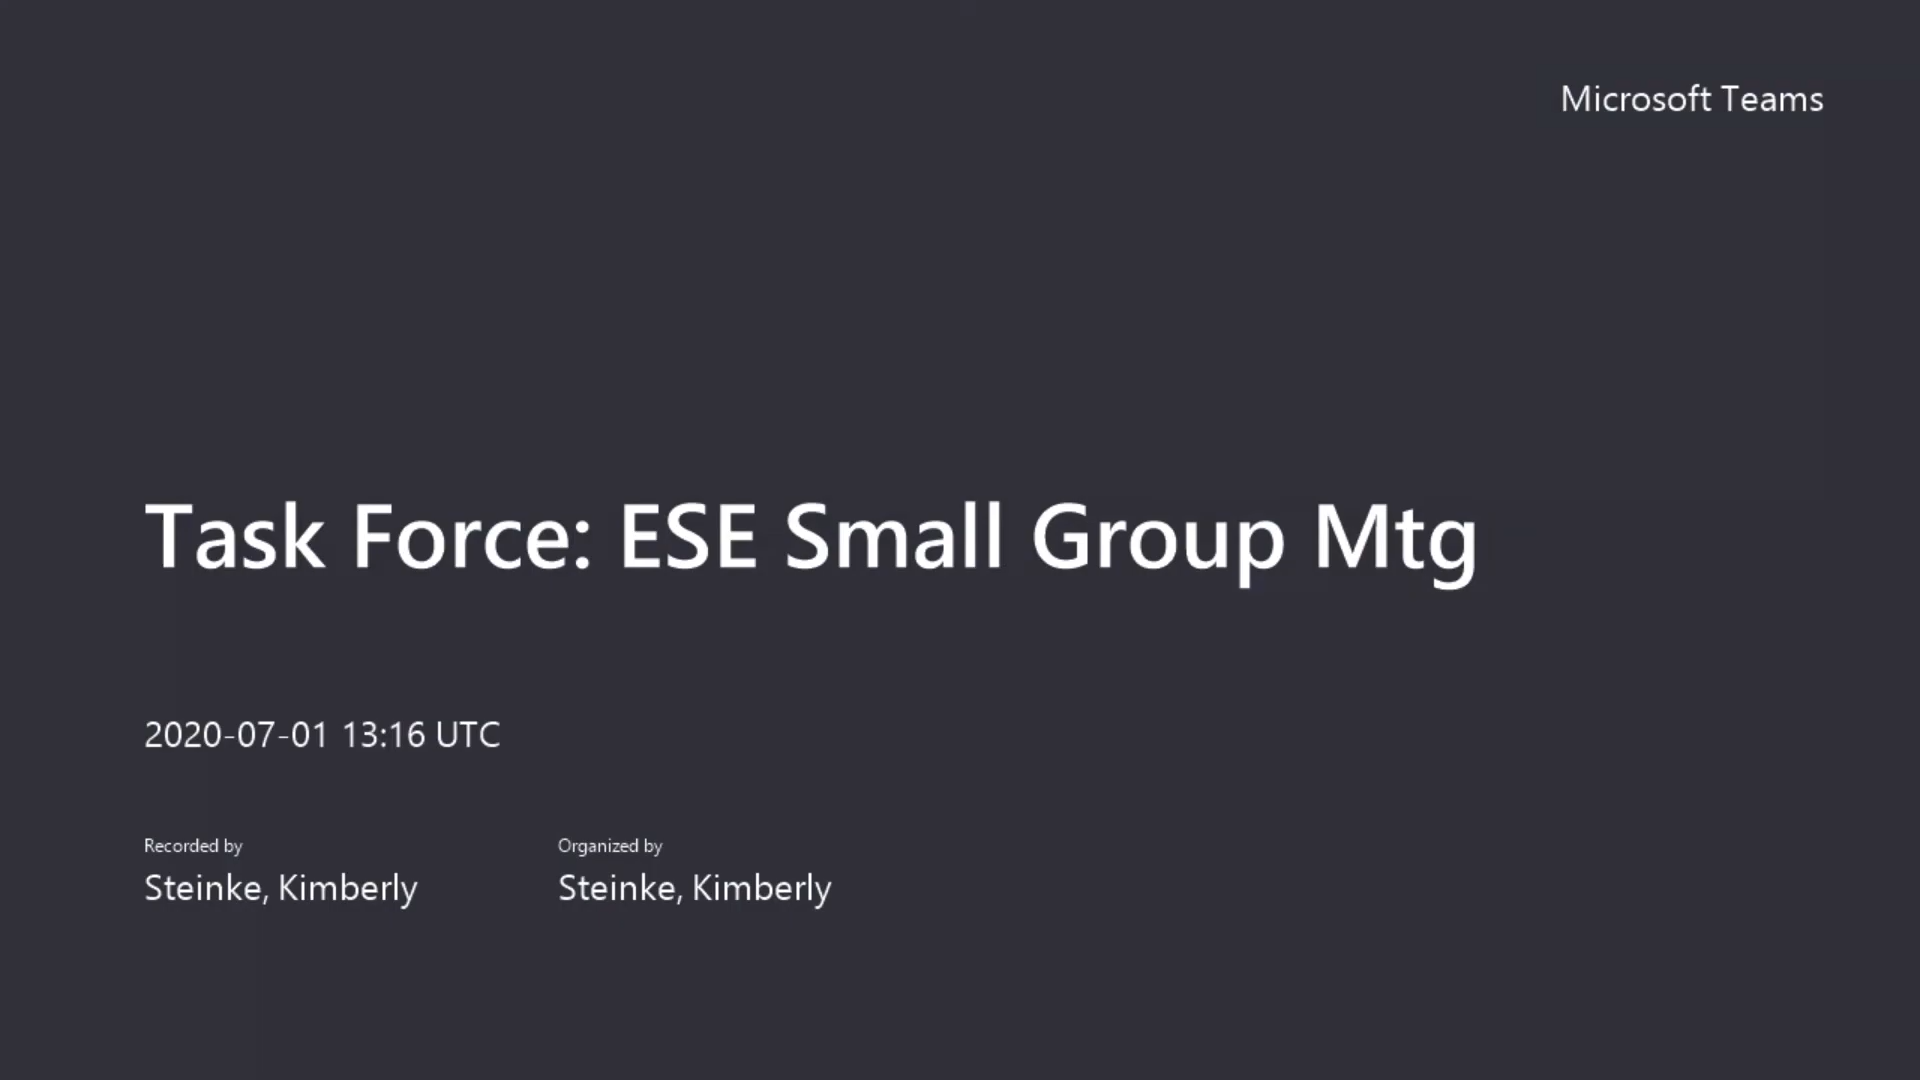 Microsoft Teams
Task Force: ESE Small Group Mtg
2020-07-01 13:16 UTC
Recorded by
Organized by
Steinke, Kimberly
Steinke, Kimberly